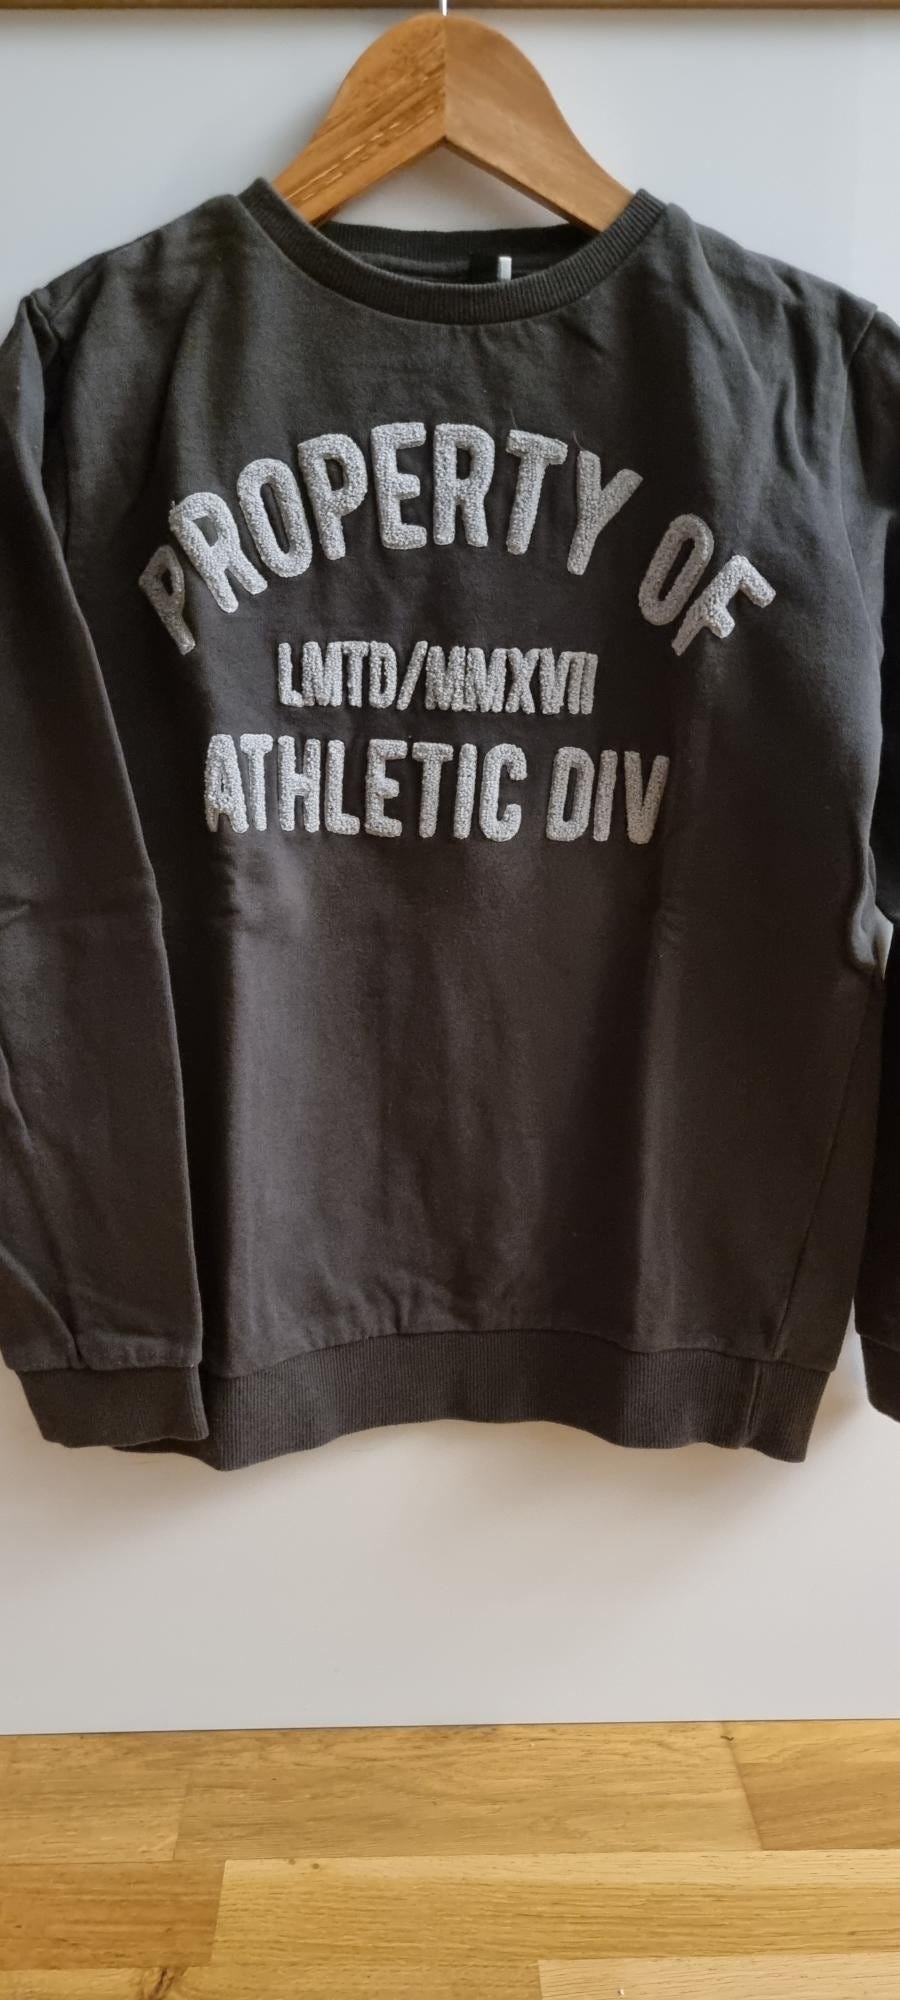 PROPERTY OF
LMTD/MMXVII
ATHLETIC DIV